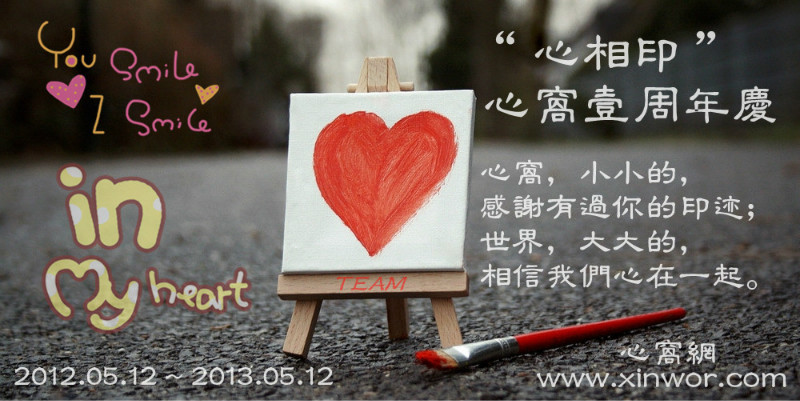 You Smile
I Smile
in
My heart
TEAM
2012.05.12 ~ 2013.05.12
“心相印”
心窩壹周年慶
心窩，小小的，
感謝有過你的印迹；
世界，大大的，
相信我們心在一起。
心窩網
www.xinwor.com